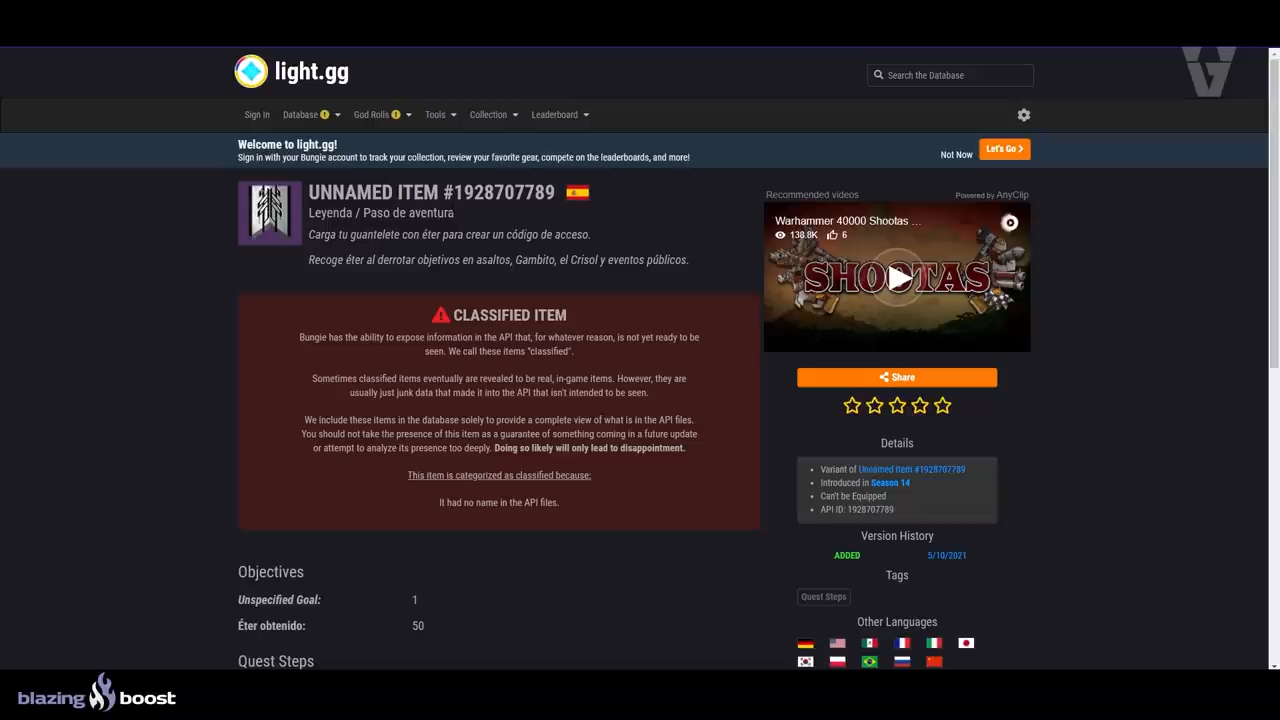 light.gg
Search the Database
Sign In
Database
God Rolls
Tools
Collection
Leaderboard
Welcome to light.gg!
Sign in with your Bungie account to track your collection, review your favorite gear, compete on the leaderboards, and more!
Not Now
Let's Go
UNNAMED ITEM #1928707789
Leyenda / Paso de aventura
Carga tu guantelete con éter para crear un código de acceso.
Recoge éter al derrotar objetivos en asaltos, Gambito, el Crisol y eventos públicos.
CLASSIFIED ITEM
Bungie has the ability to expose information in the API that, for whatever reason, is not yet ready to be
seen. We call these items "classified".
Sometimes classified items eventually are revealed to be real, in-game items. However, they are
usually just junk data that made it into the API that isn't intended to be seen.
We include these items in the database solely to provide a complete view of what is in the API files.
You should not take the presence of this item as a guarantee of something coming in a future update
or attempt to analyze its presence too deeply. Doing so likely will only lead to disappointment.
This item is categorized as classified because:
It had no name in the API files.
Objectives
Unspecified Goal: 1
Éter obtenido: 50
Quest Steps
Recommended videos
Powered by AnyClip
Warhammer 40000 Shootas ...
138.8K 6
SHOOTAS
Share
Details
Variant of Unnamed Item #1928707789
Introduced in Season 14
Can't be Equipped
API ID: 1928707789
Version History
ADDED 5/10/2021
Tags
Quest Steps
Other Languages
blazing boost